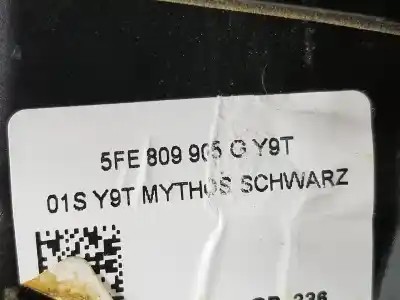 5FE 809 905 G Y9T
01S Y9T MYTHOS SCHWARZ